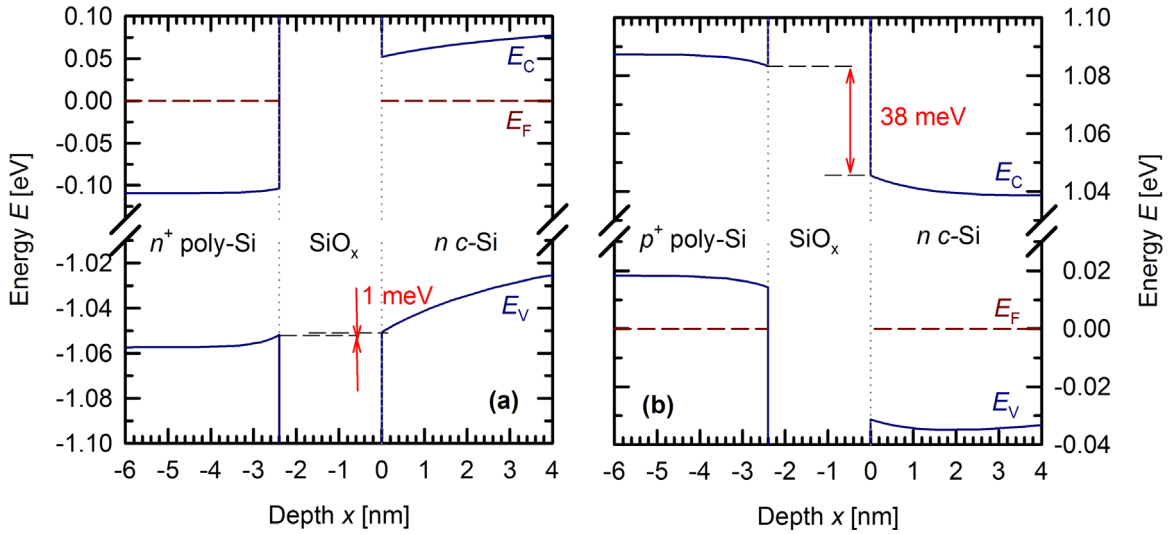 0.10
0.05
0.00
-0.05
-0.10
-1.02
-1.04
-1.06
-1.08
-1.10
Energy E [eV]
E_C
E_F
n+ poly-Si
SiOx
n c-Si
1 meV
E_V
(a)
-6 -5 -4 -3 -2 -1 0 1 2 3 4
Depth x [nm]
38 meV
E_C
p+ poly-Si
SiOx
n c-Si
E_F
(b)
E_V
1.10
1.08
1.06
1.04
0.02
0.00
-0.02
-0.04
Energy E [eV]
-6 -5 -4 -3 -2 -1 0 1 2 3 4
Depth x [nm]